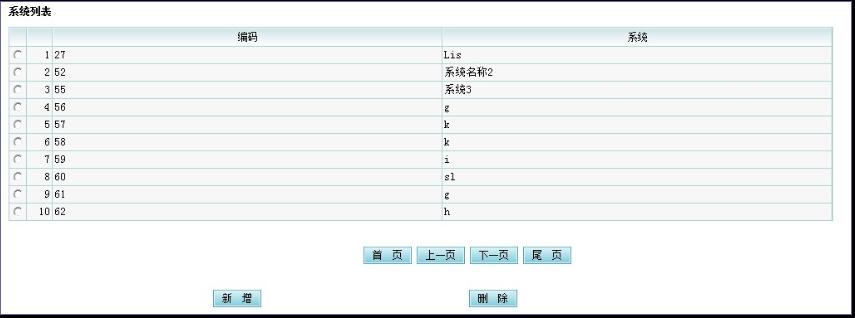 系统列表
编码 系统
1 27 Lis
2 52 系统名称2
3 55 系统3
4 56 g
5 57 k
6 58 k
7 59 i
8 60 sl
9 61 g
10 62 h
首 页 上一页 下一页 尾 页
新 增 删 除